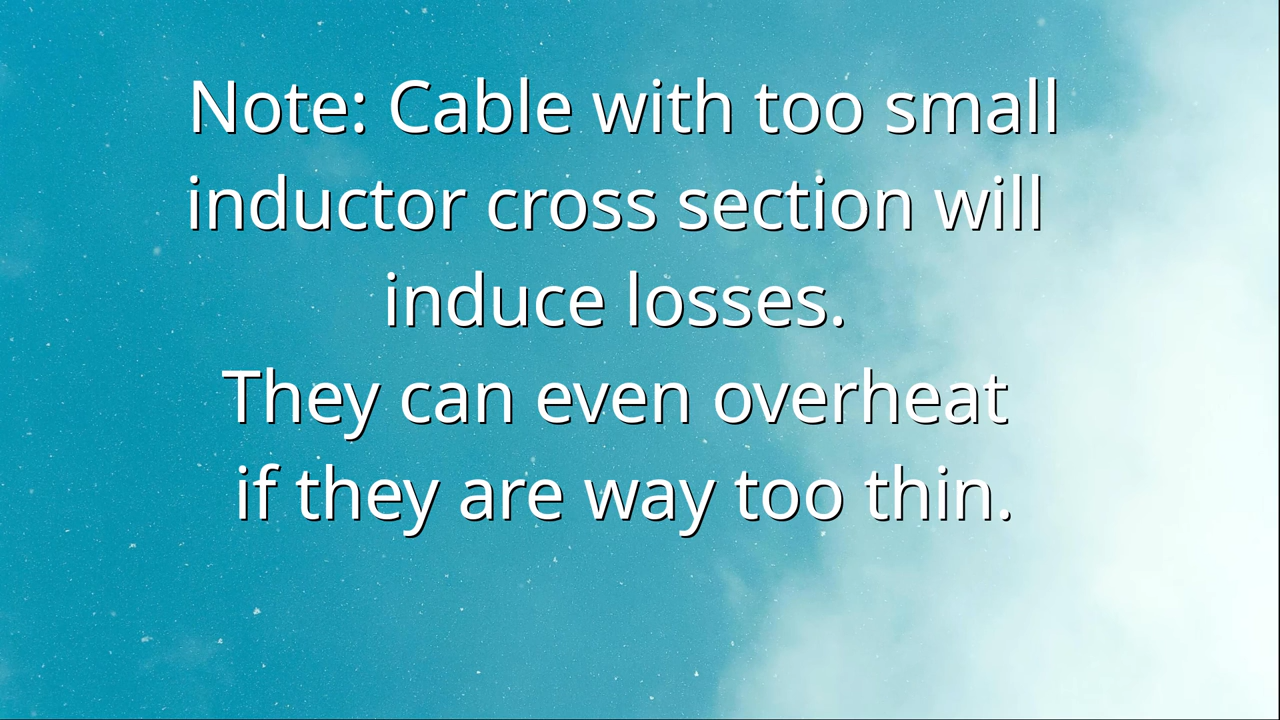 Note: Cable with too small
inductor cross section will
induce losses.
They can even overheat
if they are way too thin.